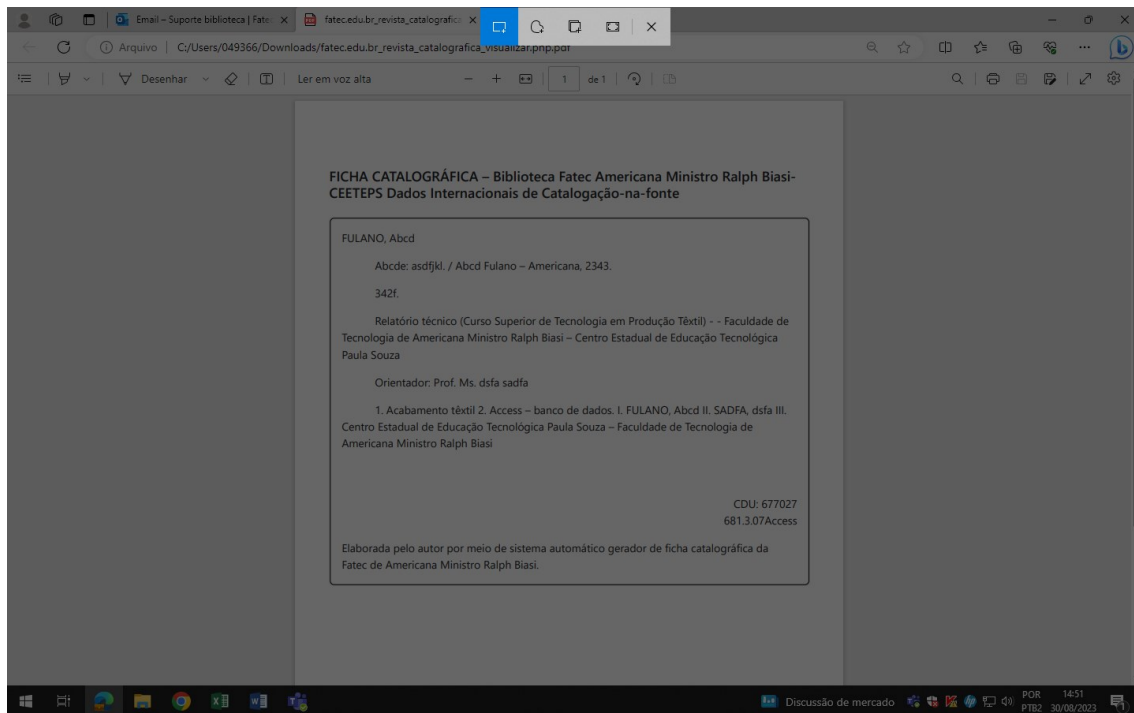 Email – Suporte biblioteca | Fatec
fatec.edu.br_revista_catalografica
Arquivo | C:/Users/049366/Downloads/fatec.edu.br_revista_catalografica_visualizar.php.pdf
Desenhar
Ler em voz alta
1 de 1
FICHA CATALOGRÁFICA – Biblioteca Fatec Americana Ministro Ralph Biasi-
CEETEPS Dados Internacionais de Catalogação-na-fonte
FULANO, Abcd
Abcde: asdfjkl. / Abcd Fulano – Americana, 2343.
342f.
Relatório técnico (Curso Superior de Tecnologia em Produção Têxtil) - - Faculdade de
Tecnologia de Americana Ministro Ralph Biasi – Centro Estadual de Educação Tecnológica
Paula Souza
Orientador: Prof. Ms. dsfa sadfa
1. Acabamento têxtil 2. Access – banco de dados. I. FULANO, Abcd II. SADFA, dsfa III.
Centro Estadual de Educação Tecnológica Paula Souza – Faculdade de Tecnologia de
Americana Ministro Ralph Biasi
CDU: 677027
681.3.07Access
Elaborada pelo autor por meio de sistema automático gerador de ficha catalográfica da
Fatec de Americana Ministro Ralph Biasi.
Discussão de mercado
POR 14:51
PTB2 30/08/2023